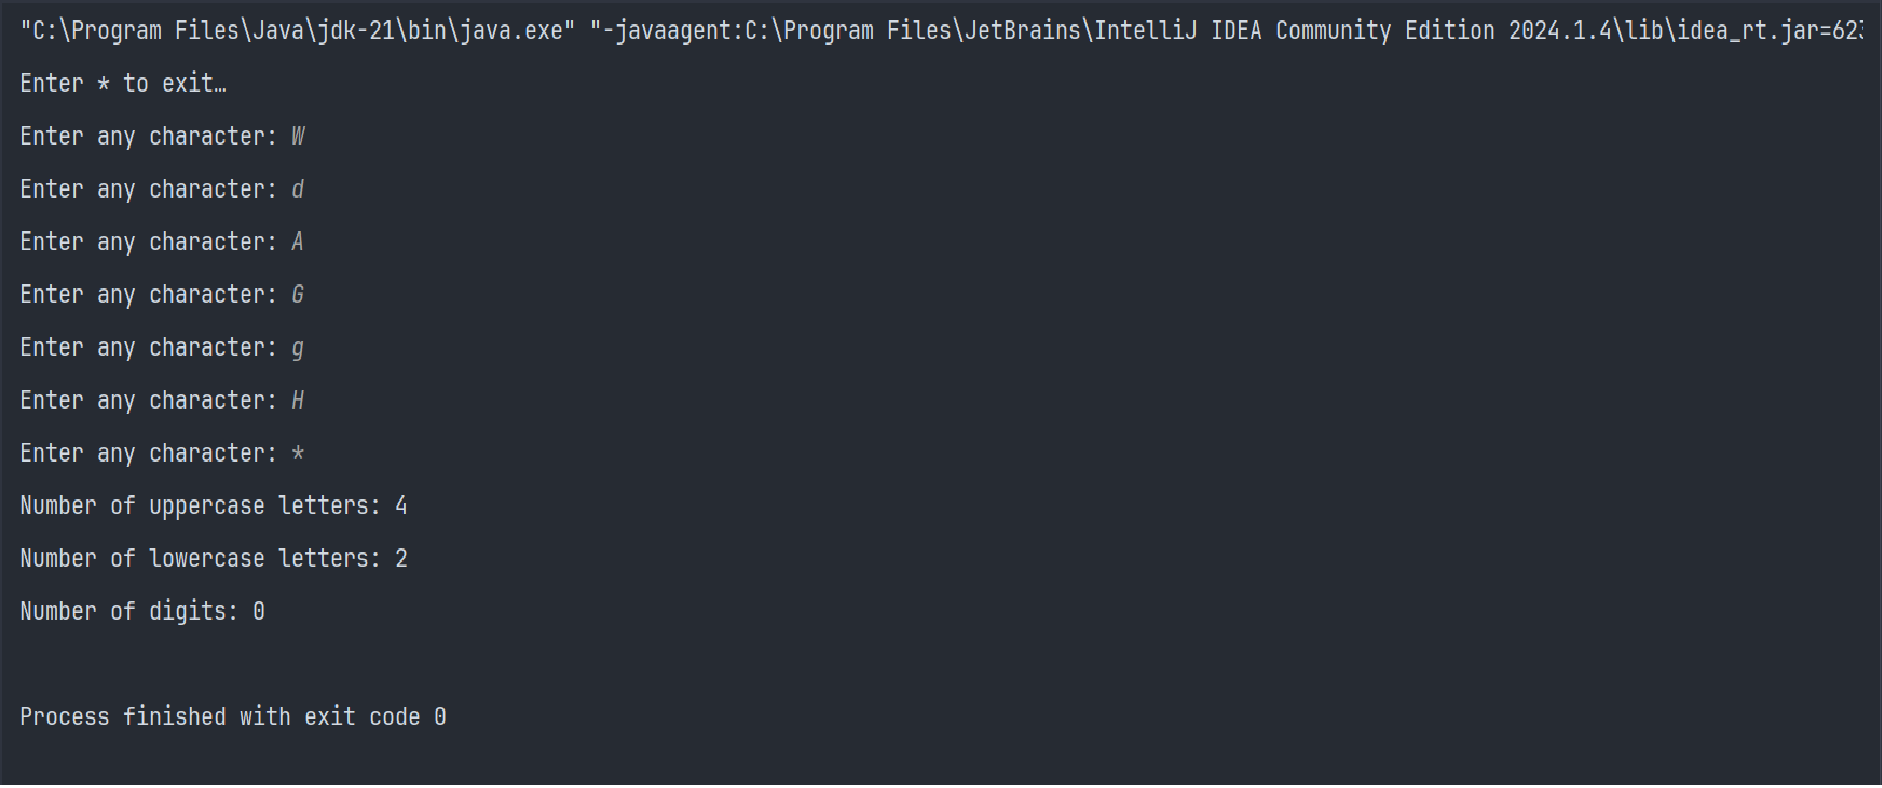 "C:\Program Files\Java\jdk-21\bin\java.exe" "-javaagent:C:\Program Files\JetBrains\IntelliJ IDEA Community Edition 2024.1.4\lib\idea_rt.jar=623
Enter * to exit…
Enter any character: W
Enter any character: d
Enter any character: A
Enter any character: G
Enter any character: g
Enter any character: H
Enter any character: *
Number of uppercase letters: 4
Number of lowercase letters: 2
Number of digits: 0
Process finished with exit code 0